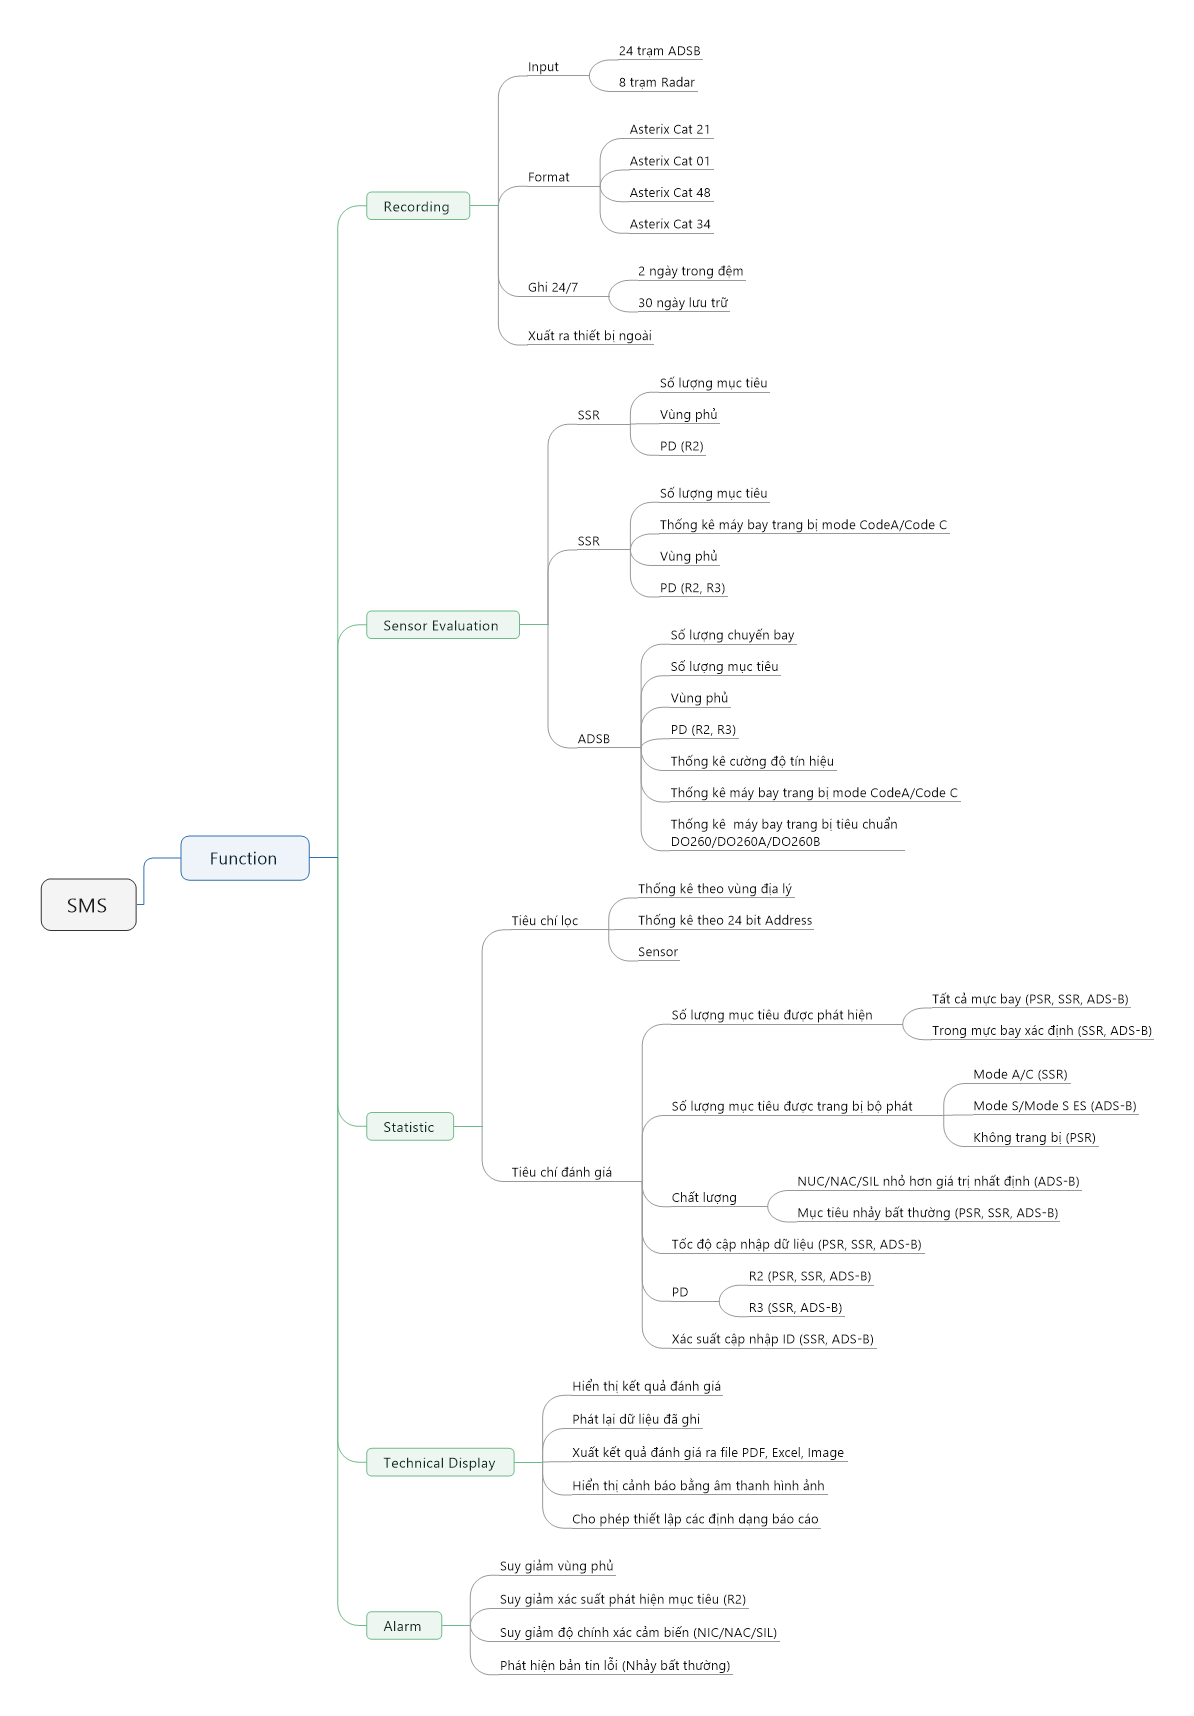 SMS
Function
Recording
Input
24 trạm ADSB
8 trạm Radar
Format
Asterix Cat 21
Asterix Cat 01
Asterix Cat 48
Asterix Cat 34
Ghi 24/7
2 ngày trong đệm
30 ngày lưu trữ
Xuất ra thiết bị ngoài
Sensor Evaluation
SSR
Số lượng mục tiêu
Vùng phủ
PD (R2)
SSR
Số lượng mục tiêu
Thống kê máy bay trang bị mode CodeA/Code C
Vùng phủ
PD (R2, R3)
ADSB
Số lượng chuyến bay
Số lượng mục tiêu
Vùng phủ
PD (R2, R3)
Thống kê cường độ tín hiệu
Thống kê máy bay trang bị mode CodeA/Code C
Thống kê  máy bay trang bị tiêu chuẩn
DO260/DO260A/DO260B
Statistic
Tiêu chí lọc
Thống kê theo vùng địa lý
Thống kê theo 24 bit Address
Sensor
Tiêu chí đánh giá
Số lượng mục tiêu được phát hiện
Tất cả mực bay (PSR, SSR, ADS-B)
Trong mực bay xác định (SSR, ADS-B)
Số lượng mục tiêu được trang bị bộ phát
Mode A/C (SSR)
Mode S/Mode S ES (ADS-B)
Không trang bị (PSR)
Chất lượng
NUC/NAC/SIL nhỏ hơn giá trị nhất định (ADS-B)
Mục tiêu nhảy bất thường (PSR, SSR, ADS-B)
Tốc độ cập nhập dữ liệu (PSR, SSR, ADS-B)
PD
R2 (PSR, SSR, ADS-B)
R3 (SSR, ADS-B)
Xác suất cập nhập ID (SSR, ADS-B)
Technical Display
Hiển thị kết quả đánh giá
Phát lại dữ liệu đã ghi
Xuất kết quả đánh giá ra file PDF, Excel, Image
Hiển thị cảnh báo bằng âm thanh hình ảnh
Cho phép thiết lập các định dạng báo cáo
Alarm
Suy giảm vùng phủ
Suy giảm xác suất phát hiện mục tiêu (R2)
Suy giảm độ chính xác cảm biến (NIC/NAC/SIL)
Phát hiện bản tin lỗi (Nhảy bất thường)